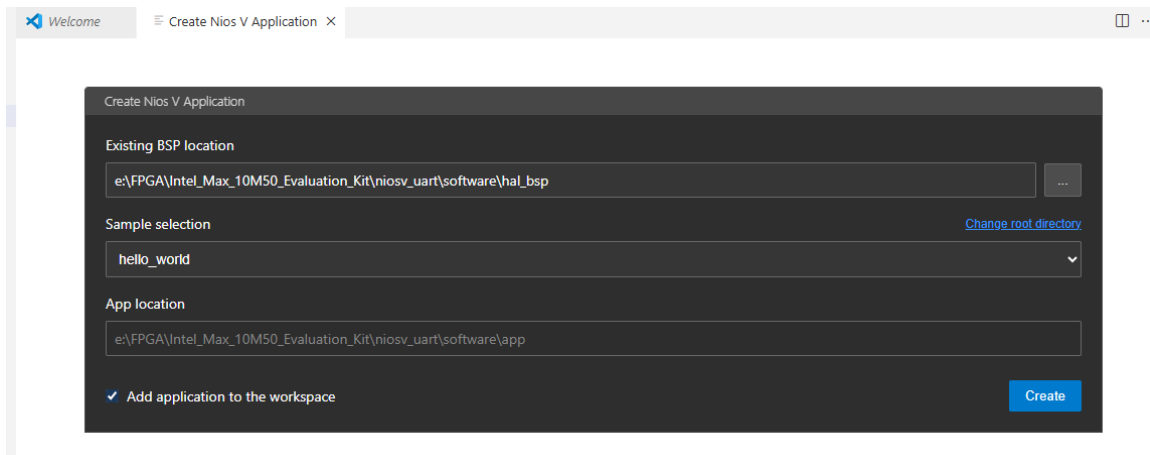 Welcome
Create Nios V Application
Create Nios V Application
Existing BSP location
e:\FPGA\Intel_Max_10M50_Evaluation_Kit\niosv_uart\software\hal_bsp
...
Sample selection
Change root directory
hello_world
App location
e:\FPGA\Intel_Max_10M50_Evaluation_Kit\niosv_uart\software\app
Add application to the workspace
Create